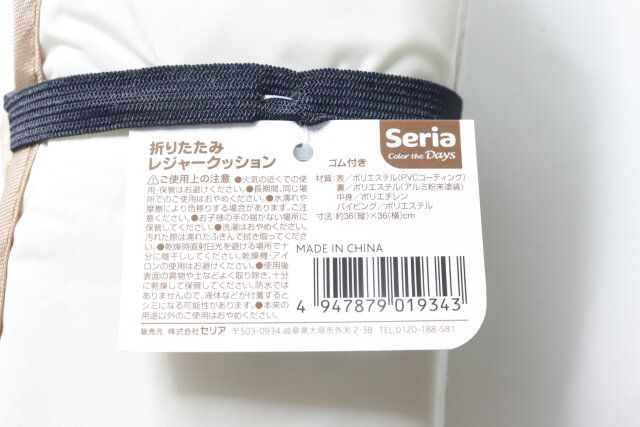 折りたたみ
レジャークッション
ゴム付き
Seria
Color the Days
⚠ご使用上の注意 ●火気の近くでの使
用・保管はお避けください。●長期間、同じ場
所でのご使用はおやめください。●水濡れや
摩擦により色移りする場合があります。ご注
意ください。●お子様の手の届かない場所に
保管してください。●洗濯はおやめください。
汚れた際は濡れたふきんで拭き取ってくださ
い。●乾燥時直射日光を避ける場所で十
分に陰干ししてください。乾燥機・アイ
ロンの使用はお避けください。●使用後
表面の異物や土などよく取り除き、十分
に乾燥して保管してください。防水では
ありませんので、液体などが付着すると
シミになる可能性があります。●本来の
用途以外のご使用はおやめください。
材質：表／ポリエステル(PVCコーティング)
裏／ポリエステル(アルミ粉末塗装)
中身／ポリエチレン
パイピング／ポリエステル
寸法：約36(縦)×36(横)cm
MADE IN CHINA
4 947879 019343
販売元 株式会社セリア 〒503-0934 岐阜県大垣市外渕 2-38 TEL.0120-188-581